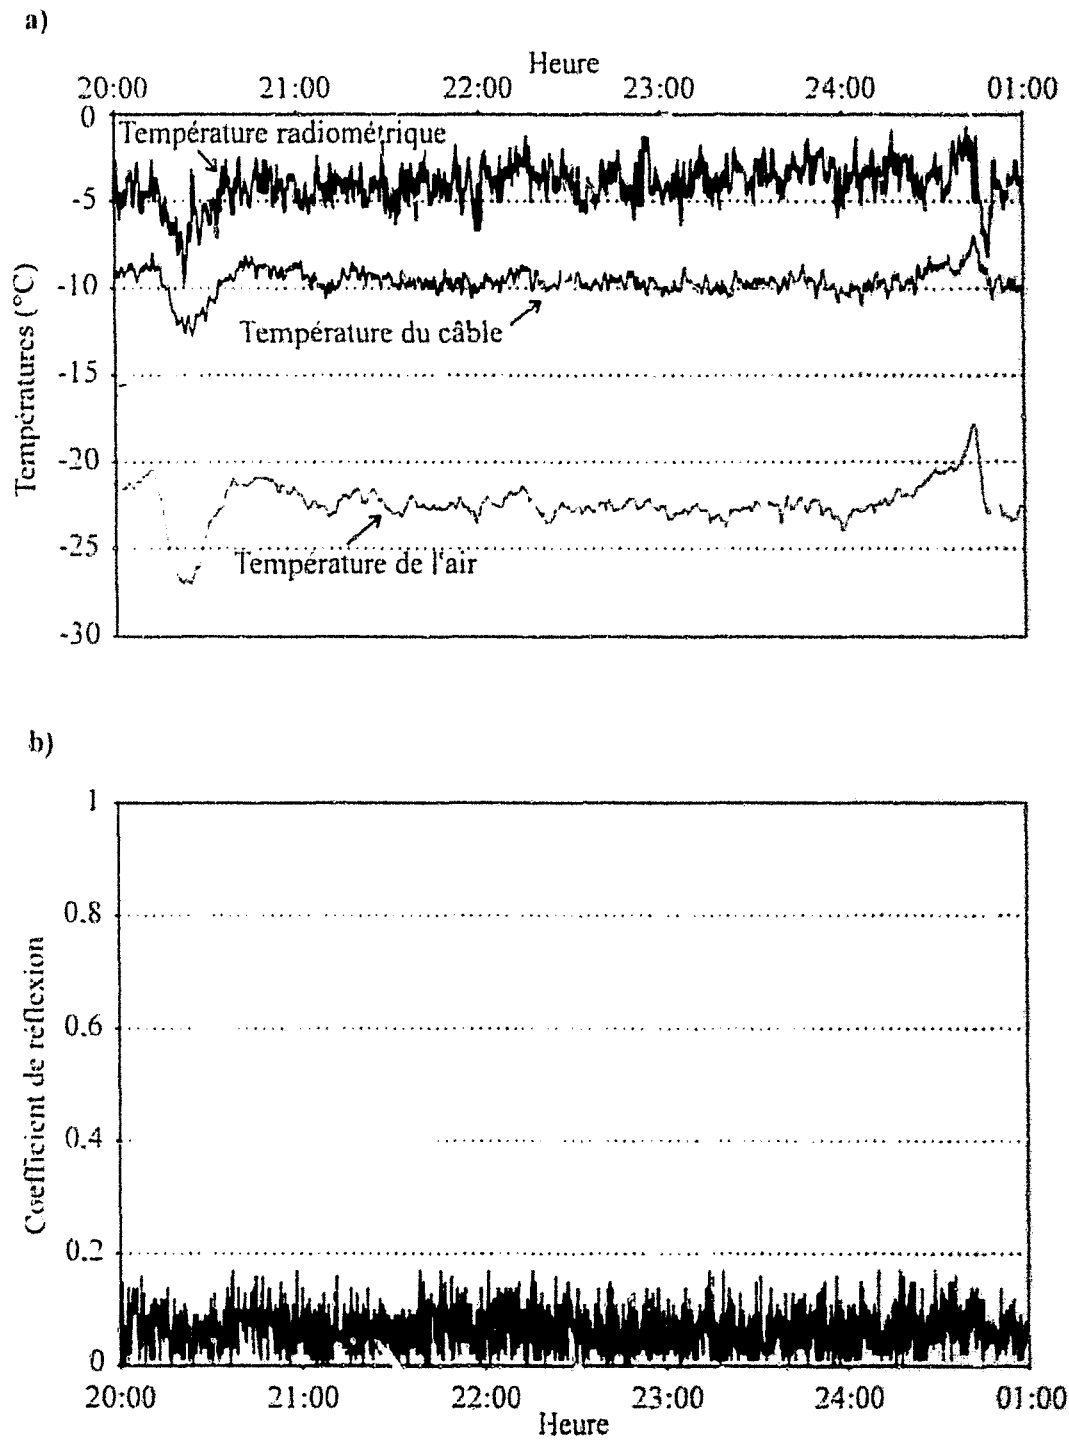 a)
Heure
20:00 21:00 22:00 23:00 24:00 01:00
0
Température radiométrique
-5
-10
Température du câble
-15
-20
-25
Température de l'air
-30
Températures (°C)
b)
1
0.8
0.6
0.4
0.2
0
Coefficient de réflexion
20:00 21:00 22:00 23:00 24:00 01:00
Heure